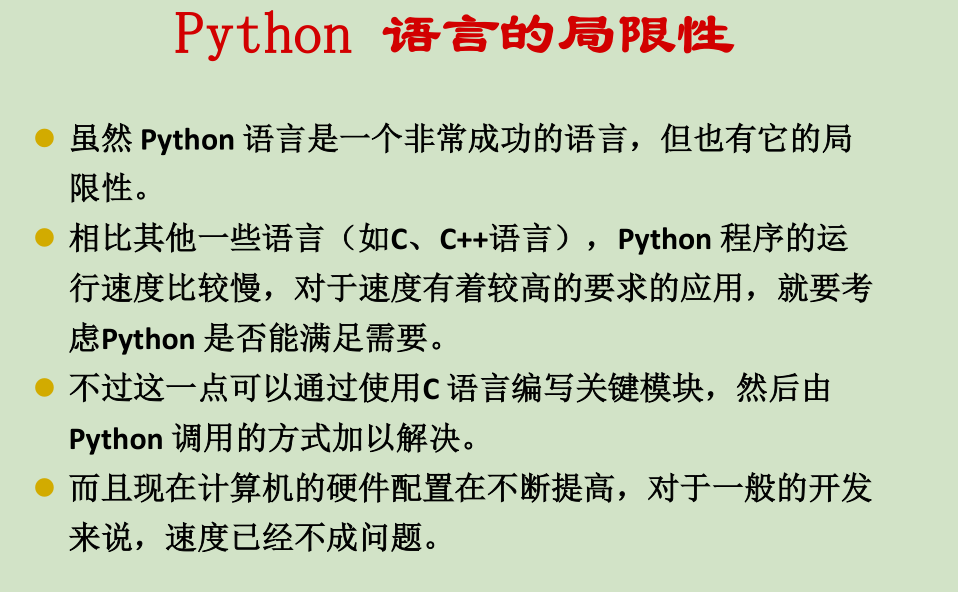 Python 语言的局限性
虽然 Python 语言是一个非常成功的语言，但也有它的局
限性。
相比其他一些语言（如C、C++语言），Python 程序的运
行速度比较慢，对于速度有着较高的要求的应用，就要考
虑Python 是否能满足需要。
不过这一点可以通过使用C 语言编写关键模块，然后由
Python 调用的方式加以解决。
而且现在计算机的硬件配置在不断提高，对于一般的开发
来说，速度已经不成问题。